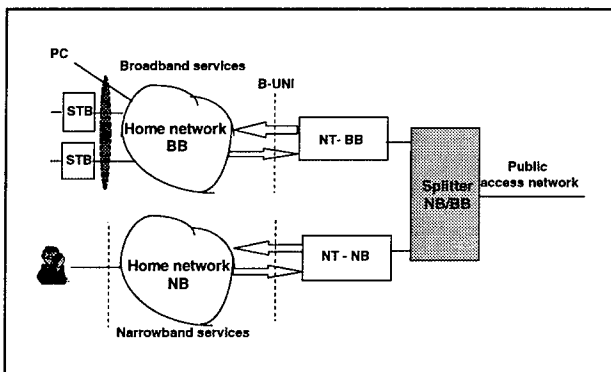 PC
Broadband services
B-UNI
STB
STB
Home network
BB
NT- BB
Splitter
NB/BB
Public
access network
Home network
NB
NT - NB
Narrowband services